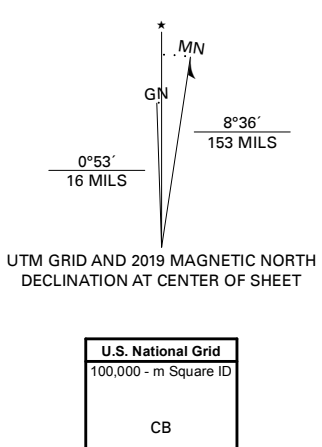 ★
MN
GN
8°36´
153 MILS
0°53´
16 MILS
UTM GRID AND 2019 MAGNETIC NORTH
DECLINATION AT CENTER OF SHEET
U.S. National Grid
100,000 - m Square ID
CB